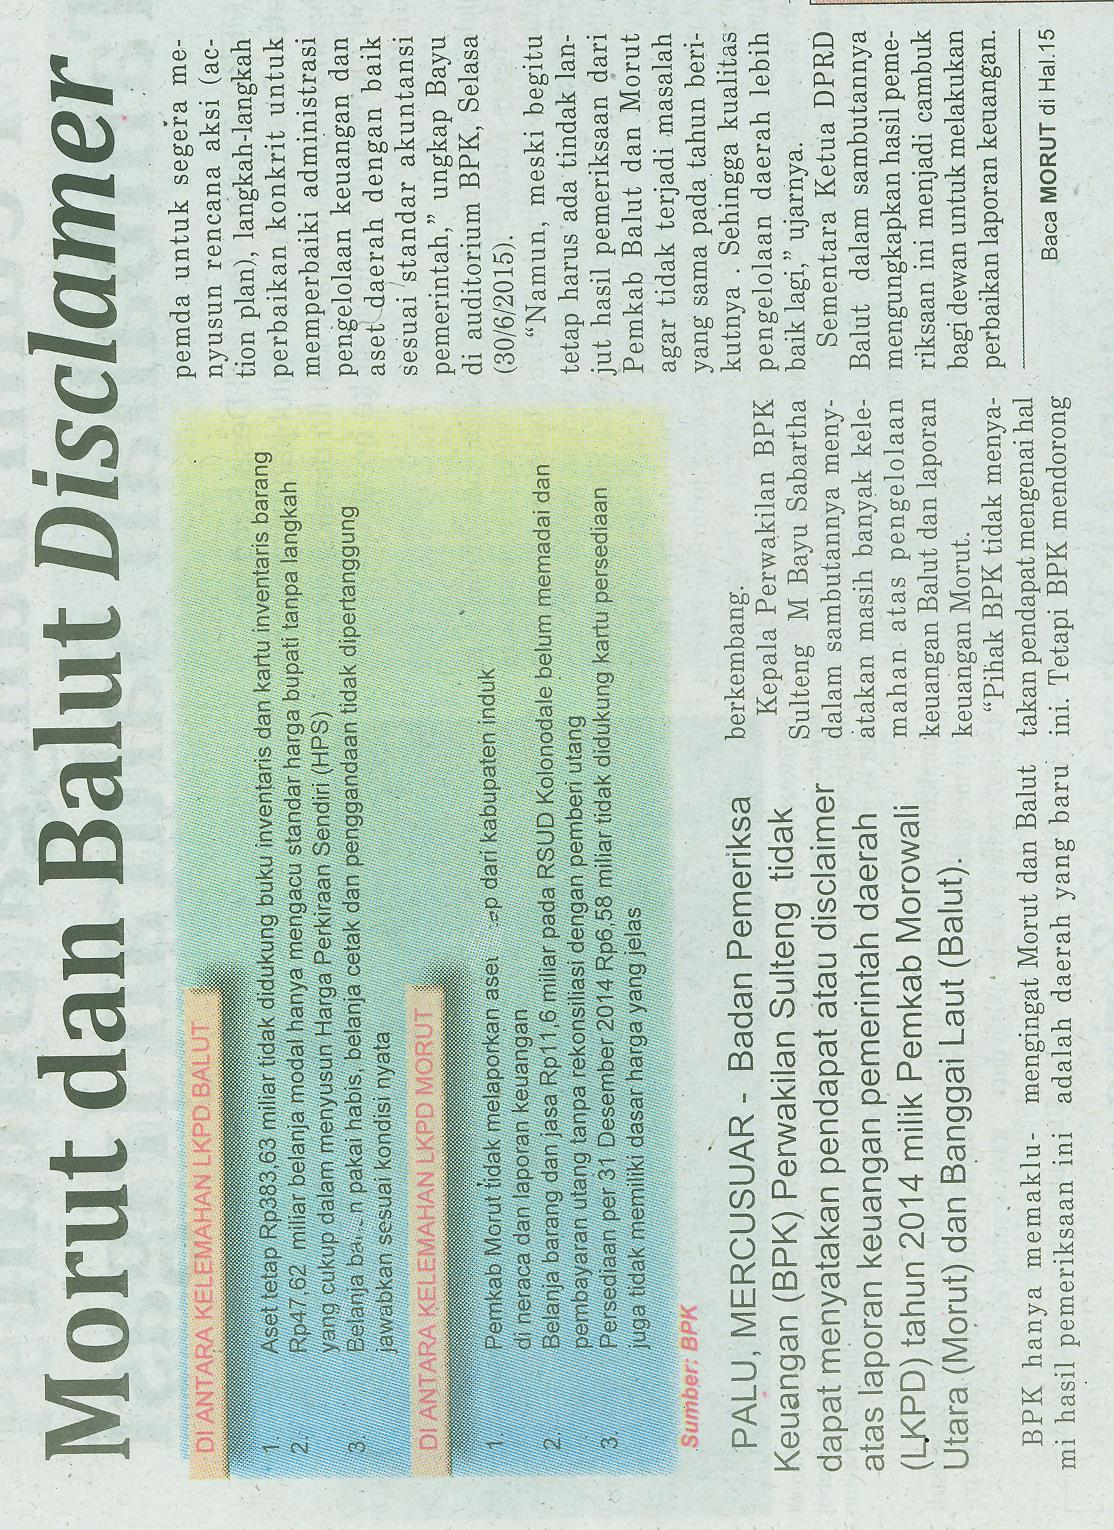 Morut dan Balut Disclamer
DI ANTARA KELEMAHAN LKPD BALUT
1. Aset tetap Rp383,63 miliar tidak didukung buku inventaris dan kartu inventaris barang
2. Rp47,62 miliar belanja modal hanya mengacu standar harga bupati tanpa langkah
yang cukup dalam menyusun Harga Perkiraan Sendiri (HPS)
3. Belanja pakai habis, belanja cetak dan penggandaan tidak dipertanggung
jawabkan sesuai kondisi nyata
DI ANTARA KELEMAHAN LKPD MORUT
1. Pemkab Morut tidak melaporkan aset dari kabupaten induk
di neraca dan laporan keuangan
2. Belanja barang dan jasa Rp11,6 miliar pada RSUD Kolonodale belum memadai dan
pembayaran utang tanpa rekonsiliasi dengan pemberi utang
3. Persediaan per 31 Desember 2014 Rp6,58 miliar tidak didukung kartu persediaan
juga tidak memiliki dasar harga yang jelas
Sumber: BPK
PALU, MERCUSUAR - Badan Pemeriksa
Keuangan (BPK) Perwakilan Sulteng tidak
dapat menyatakan pendapat atau disclaimer
atas laporan keuangan pemerintah daerah
(LKPD) tahun 2014 milik Pemkab Morowali
Utara (Morut) dan Banggai Laut (Balut).
BPK hanya memaklu-
mi hasil pemeriksaan ini
mengingat Morut dan Balut
adalah daerah yang baru
berkembang.
Kepala Perwakilan BPK
Sulteng M Bayu Sabartha
dalam sambutannya meny-
atakan masih banyak kele-
mahan atas pengelolaan
keuangan Balut dan laporan
keuangan Morut.
“Pihak BPK tidak menya-
takan pendapat mengenai hal
ini. Tetapi BPK mendorong
pemda untuk segera me-
nyusun rencana aksi (ac-
tion plan), langkah-langkah
perbaikan konkrit untuk
memperbaiki administrasi
pengelolaan keuangan dan
aset daerah dengan baik
sesuai standar akuntansi
pemerintah,” ungkap Bayu
di auditorium BPK, Selasa
(30/6/2015).
“Namun, meski begitu
tetap harus ada tindak lan-
jut hasil pemeriksaan dari
Pemkab Balut dan Morut
agar tidak terjadi masalah
yang sama pada tahun beri-
kutnya . Sehingga kualitas
pengelolaan daerah lebih
baik lagi,” ujarnya.
Sementara Ketua DPRD
Balut dalam sambutannya
mengungkapkan hasil peme-
riksaan ini menjadi cambuk
bagi dewan untuk melakukan
perbaikan laporan keuangan.
Baca MORUT di Hal.15